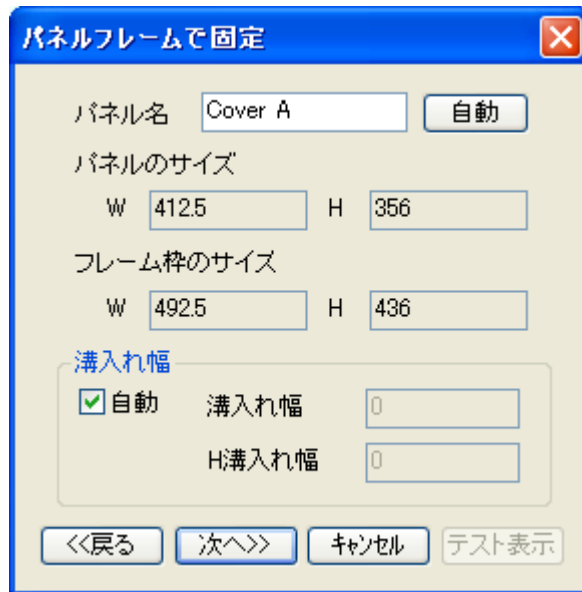 パネルフレームで固定
パネル名 Cover A 自動
パネルのサイズ
W 412.5 H 356
フレーム枠のサイズ
W 492.5 H 436
溝入れ幅
自動 溝入れ幅 0
H溝入れ幅 0
<<戻る 次へ>> キャンセル テスト表示